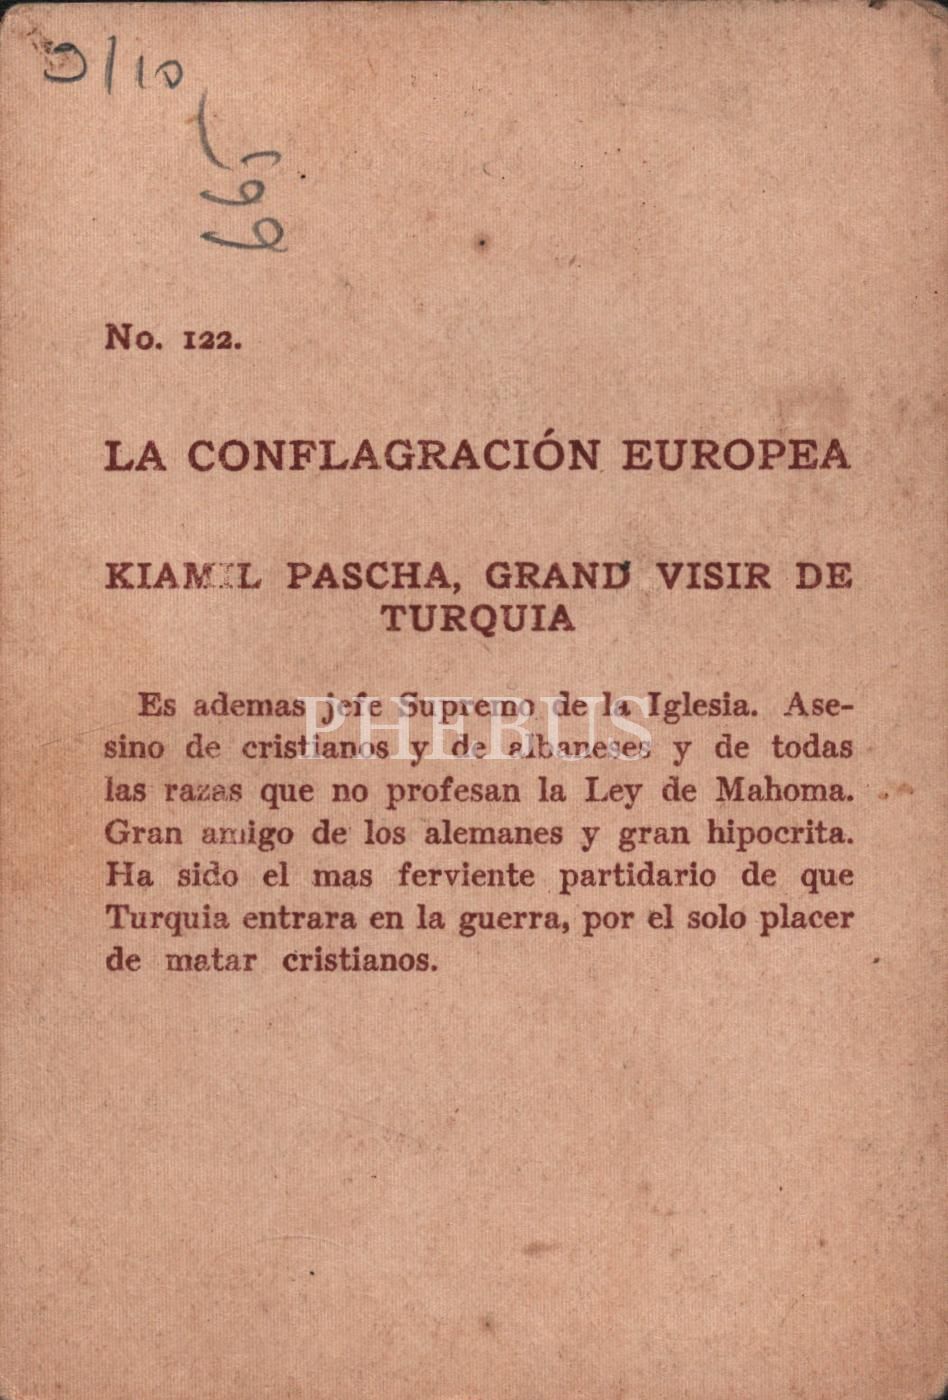 9/10
No. 122.
LA CONFLAGRACIÓN EUROPEA
KIAMIL PASCHA, GRAND VISIR DE
TURQUIA
PHEBUS
Es ademas jefe Supremo de la Iglesia. Ase-
sino de cristianos y de albaneses y de todas
las razas que no profesan la Ley de Mahoma.
Gran amigo de los alemanes y gran hipocrita.
Ha sido el mas ferviente partidario de que
Turquia entrara en la guerra, por el solo placer
de matar cristianos.